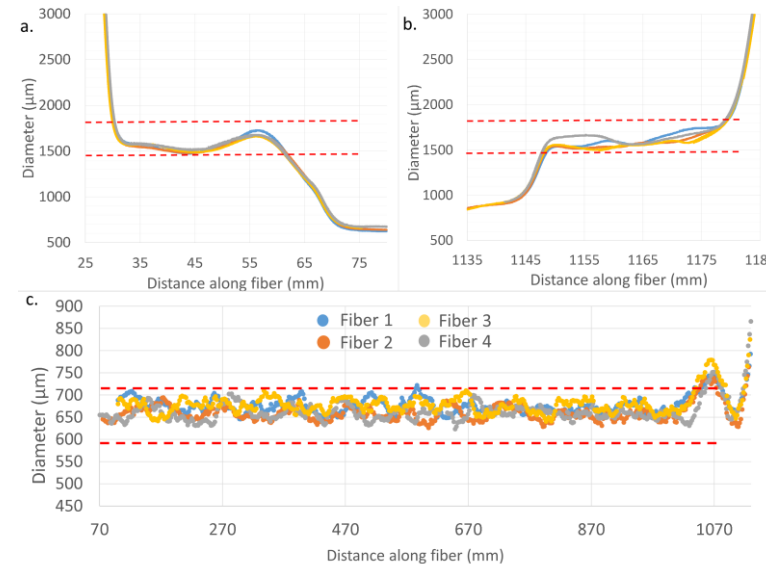 a.
3000
2500
2000
1500
1000
500
Diameter (µm)
25 35 45 55 65 75
Distance along fiber (mm)
b.
3000
2500
2000
1500
1000
500
Diameter (µm)
1135 1145 1155 1165 1175 118
Distance along fiber (mm)
c.
900
850
800
750
700
650
600
550
500
450
Diameter (µm)
Fiber 1 Fiber 3
Fiber 2 Fiber 4
70 270 470 670 870 1070
Distance along fiber (mm)